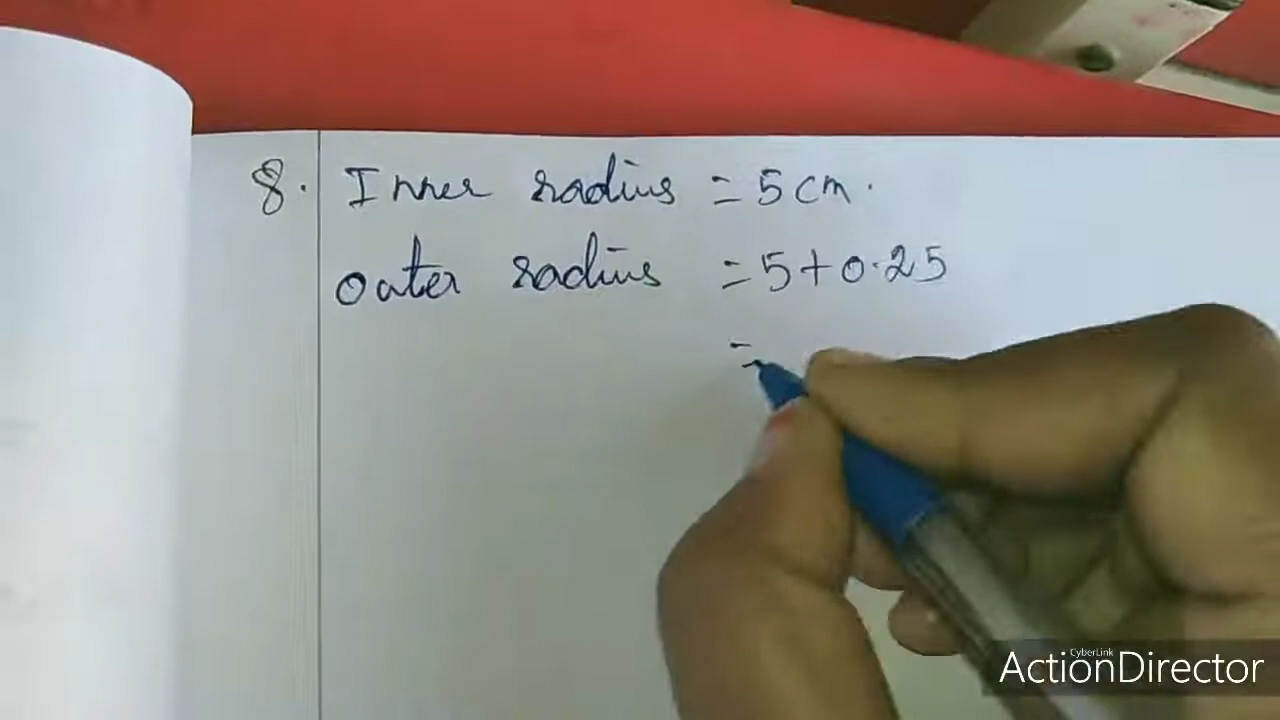 8. Inner radius = 5 cm.
Outer radius = 5 + 0.25
=
CyberLink
ActionDirector